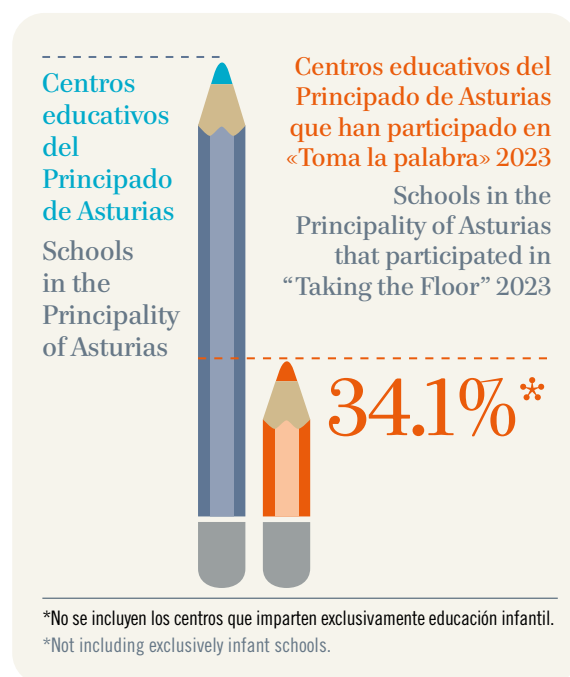 Centros
educativos
del
Principado
de Asturias
Schools
in the
Principality
of Asturias
Centros educativos del
Principado de Asturias
que han participado en
«Toma la palabra» 2023
Schools in the
Principality of Asturias
that participated in
“Taking the Floor” 2023
34.1%*
*No se incluyen los centros que imparten exclusivamente educación infantil.
*Not including exclusively infant schools.